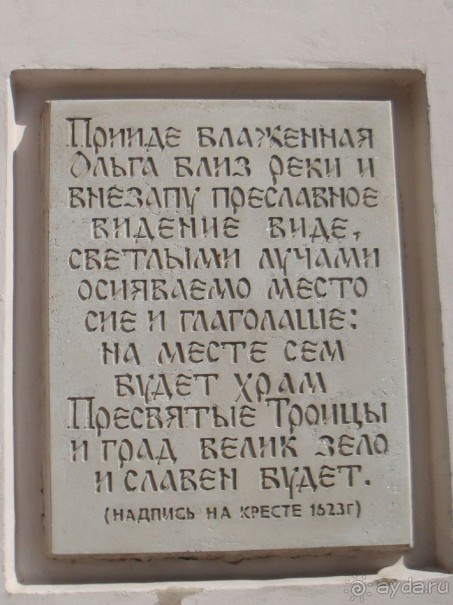 Прииде блаженная
Ольга близ реки и
внезапу преславное
видение виде,
светлыми лучами
осияваемо место
сие и глаголаше:
на месте сем
будет храм
Пресвятые Троицы
и град велик зело
и славен будет.
(НАДПИСЬ НА КРЕСТЕ 1623г)
ayda.ru